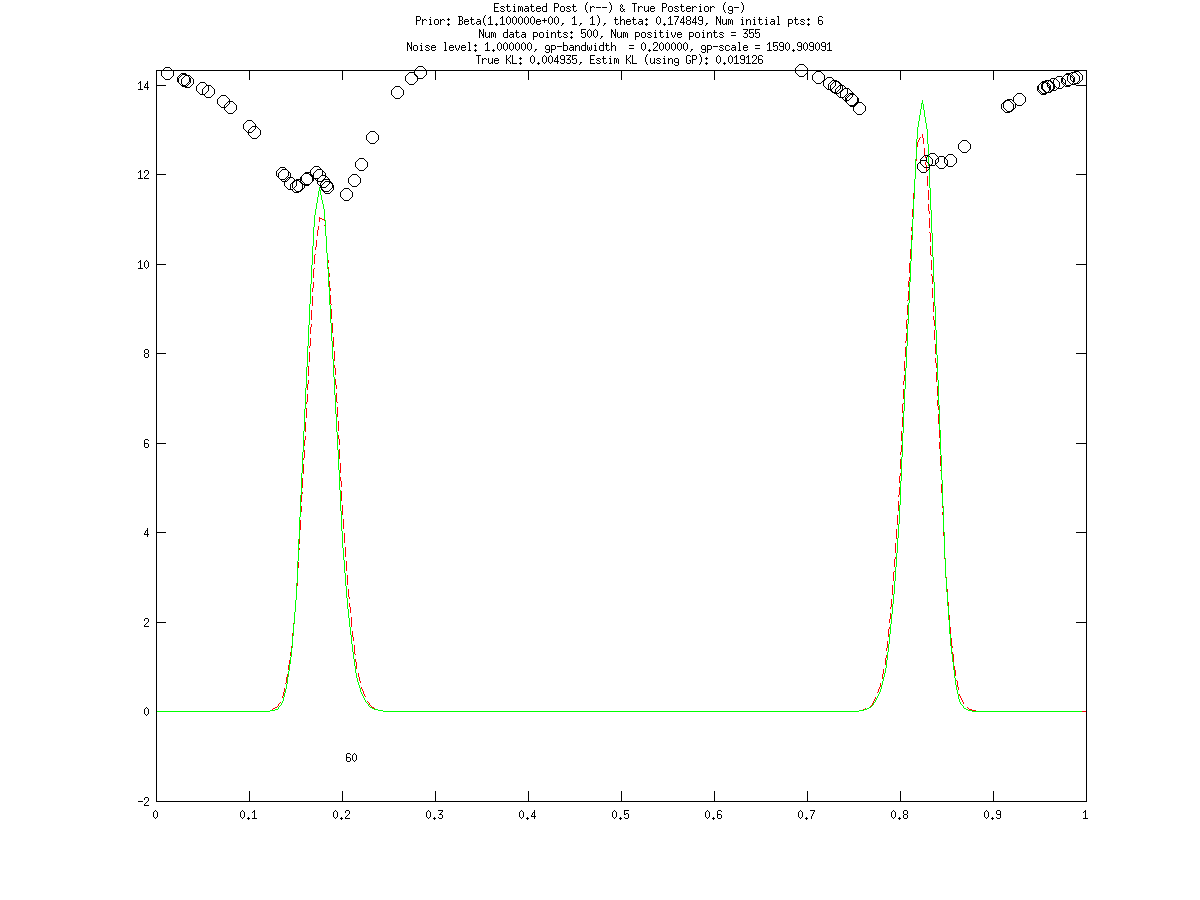 Estimated Post (r--) & True Posterior (g-)
Prior: Beta(1.100000e+00, 1, 1), theta: 0.174849, Num initial pts: 6
Num data points: 500, Num positive points = 355
Noise level: 1.000000, gp-bandwidth  = 0.200000, gp-scale = 1590.909091
True KL: 0.004935, Estim KL (using GP): 0.019126
14
12
10
8
6
4
2
0
60
-2
0 0.1 0.2 0.3 0.4 0.5 0.6 0.7 0.8 0.9 1